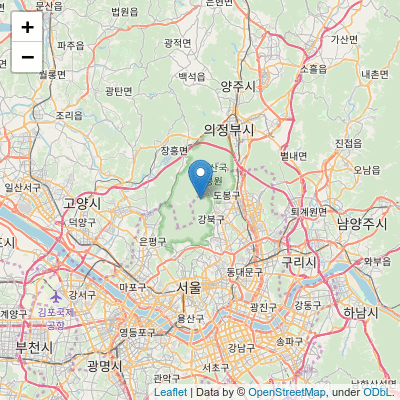 문산읍
법원읍
은현면
가산면
광적면
+
−
파주읍
월롱면
백석읍
양주시
소흘읍
내촌면
광탄면
조리읍
의정부시
진접읍
장흥면
별내면
오남읍
도봉구
일산서구
고양시
덕양구
강북구
퇴계원면
남양주시
은평구
와부읍
구리시
동대문구
마포구
서울
강서구
김포국제
공항
계양구
용산구
광진구
강동구
하남시
영등포구
부천시
광명시
강남구
송파구
서초구
관악구
Leaflet | Data by © OpenStreetMap, under ODbL.